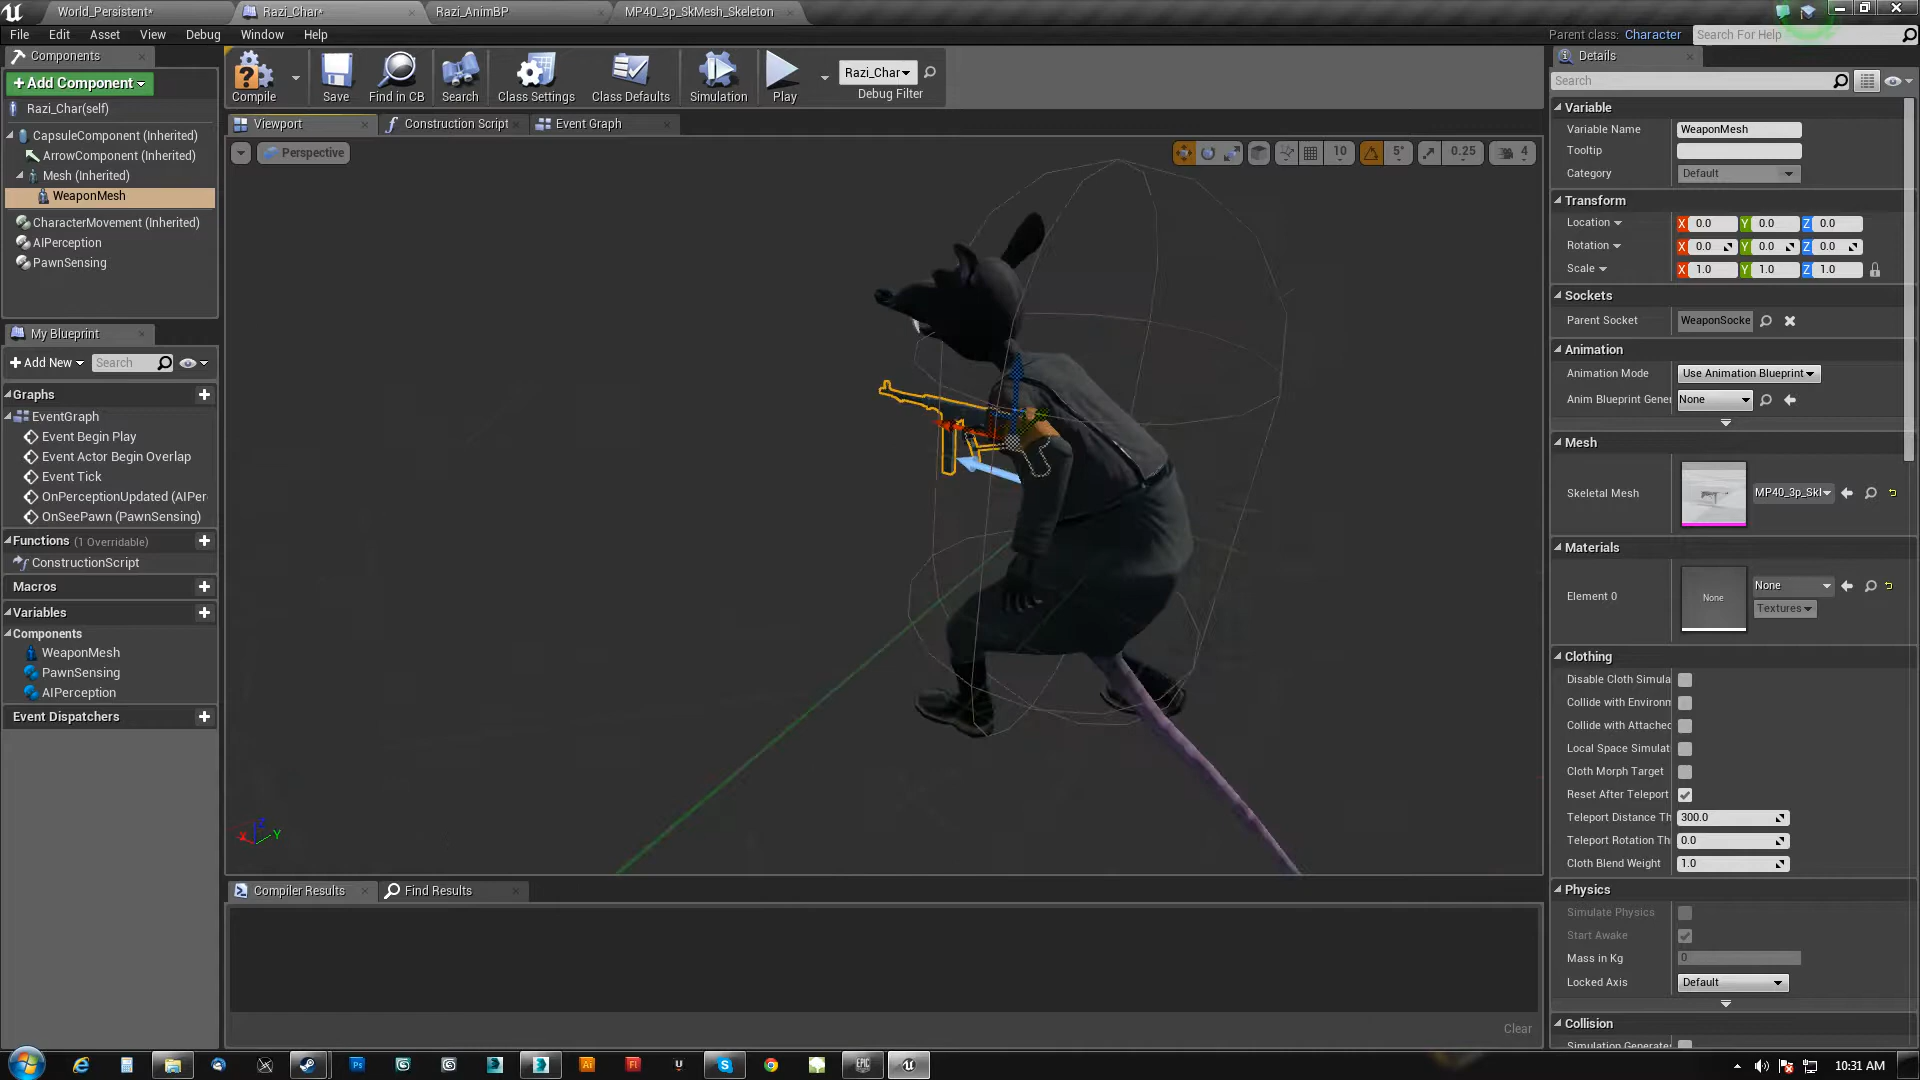 World_Persistent*
Razi_Char*
Razi_AnimBP
MP40_3p_SkMesh_Skeleton
File Edit Asset View Debug Window Help
Parent class: Character
Search For Help
Components
+Add Component
Razi_Char(self)
CapsuleComponent (Inherited)
ArrowComponent (Inherited)
Mesh (Inherited)
WeaponMesh
CharacterMovement (Inherited)
AIPerception
PawnSensing
My Blueprint
+Add New
Search
Graphs
EventGraph
Event Begin Play
Event Actor Begin Overlap
Event Tick
OnPerceptionUpdated (AIPer
OnSeePawn (PawnSensing)
Functions (1 Overridable)
ConstructionScript
Macros
Variables
Components
WeaponMesh
PawnSensing
AIPerception
Event Dispatchers
Compile
Save
Find in CB
Search
Class Settings
Class Defaults
Simulation
Play
Razi_Char
Debug Filter
Viewport
Construction Script
Event Graph
Perspective
10
5°
0.25
4
X Z Y
Compiler Results
Find Results
Clear
Details
Search
Variable
Variable Name WeaponMesh
Tooltip
Category Default
Transform
Location X 0.0 Y 0.0 Z 0.0
Rotation X 0.0 Y 0.0 Z 0.0
Scale X 1.0 Y 1.0 Z 1.0
Sockets
Parent Socket WeaponSocke
Animation
Animation Mode Use Animation Blueprint
Anim Blueprint Gener None
Mesh
Skeletal Mesh MP40_3p_Skl
Materials
Element 0 None None
Textures
Clothing
Disable Cloth Simula
Collide with Environm
Collide with Attached
Local Space Simulat
Cloth Morph Target
Reset After Teleport
Teleport Distance Th 300.0
Teleport Rotation Th 0.0
Cloth Blend Weight 1.0
Physics
Simulate Physics
Start Awake
Mass in Kg 0
Locked Axis Default
Collision
Simulation Generates
Ps
Ai
Fl
S
EPIC
10:31 AM